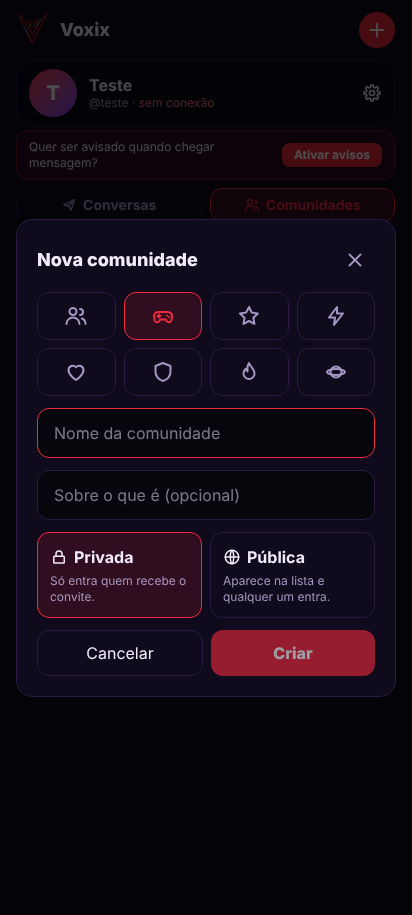 Voxix
T
Teste
@teste · sem conexão
Quer ser avisado quando chegar
mensagem?
Ativar avisos
Conversas
Comunidades
Nova comunidade
Nome da comunidade
Sobre o que é (opcional)
Privada
Só entra quem recebe o
convite.
Pública
Aparece na lista e
qualquer um entra.
Cancelar
Criar